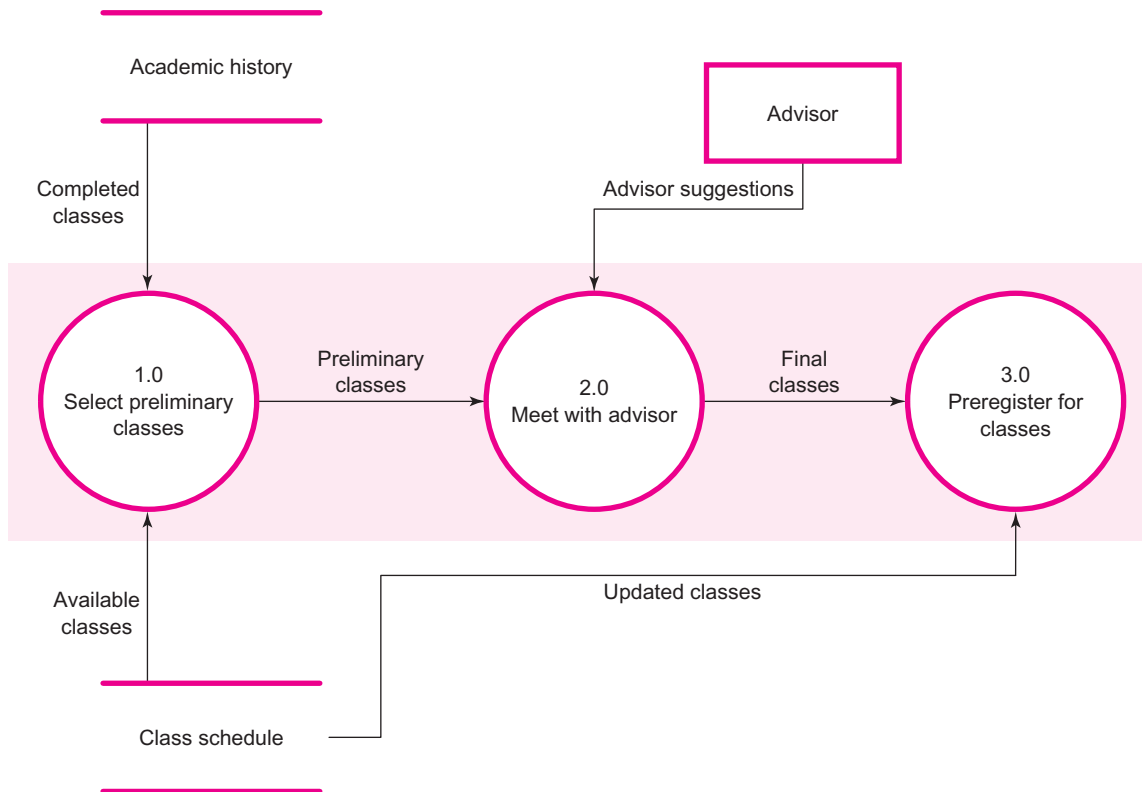 Academic history
Advisor
Completed
classes
Advisor suggestions
1.0
Select preliminary
classes
Preliminary
classes
2.0
Meet with advisor
Final
classes
3.0
Preregister for
classes
Available
classes
Updated classes
Class schedule